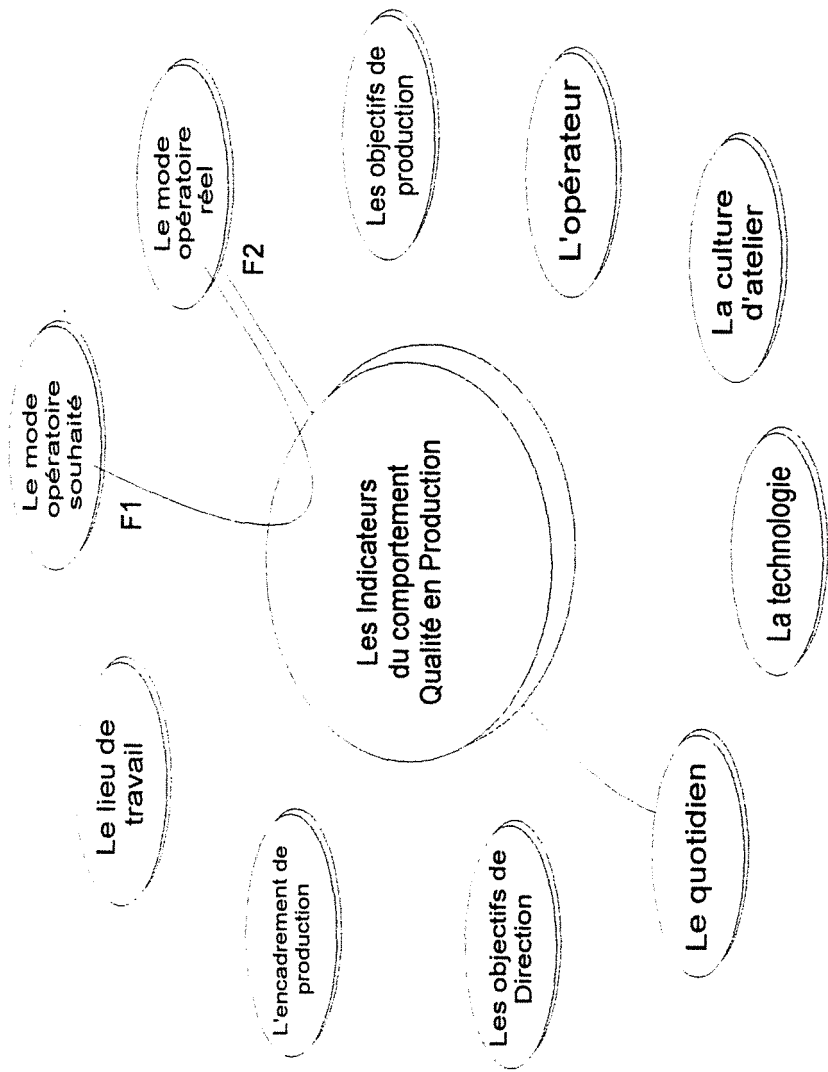 Le mode
opératoire
souhaité
F1
Le lieu de
travail
Le mode
opératoire
réel
F2
L'encadrement de
production
Les objectifs de
production
Les Indicateurs
du comportement
Qualité en Production
Les objectifs de
Direction
L'opérateur
Le quotidien
La technologie
La culture
d'atelier